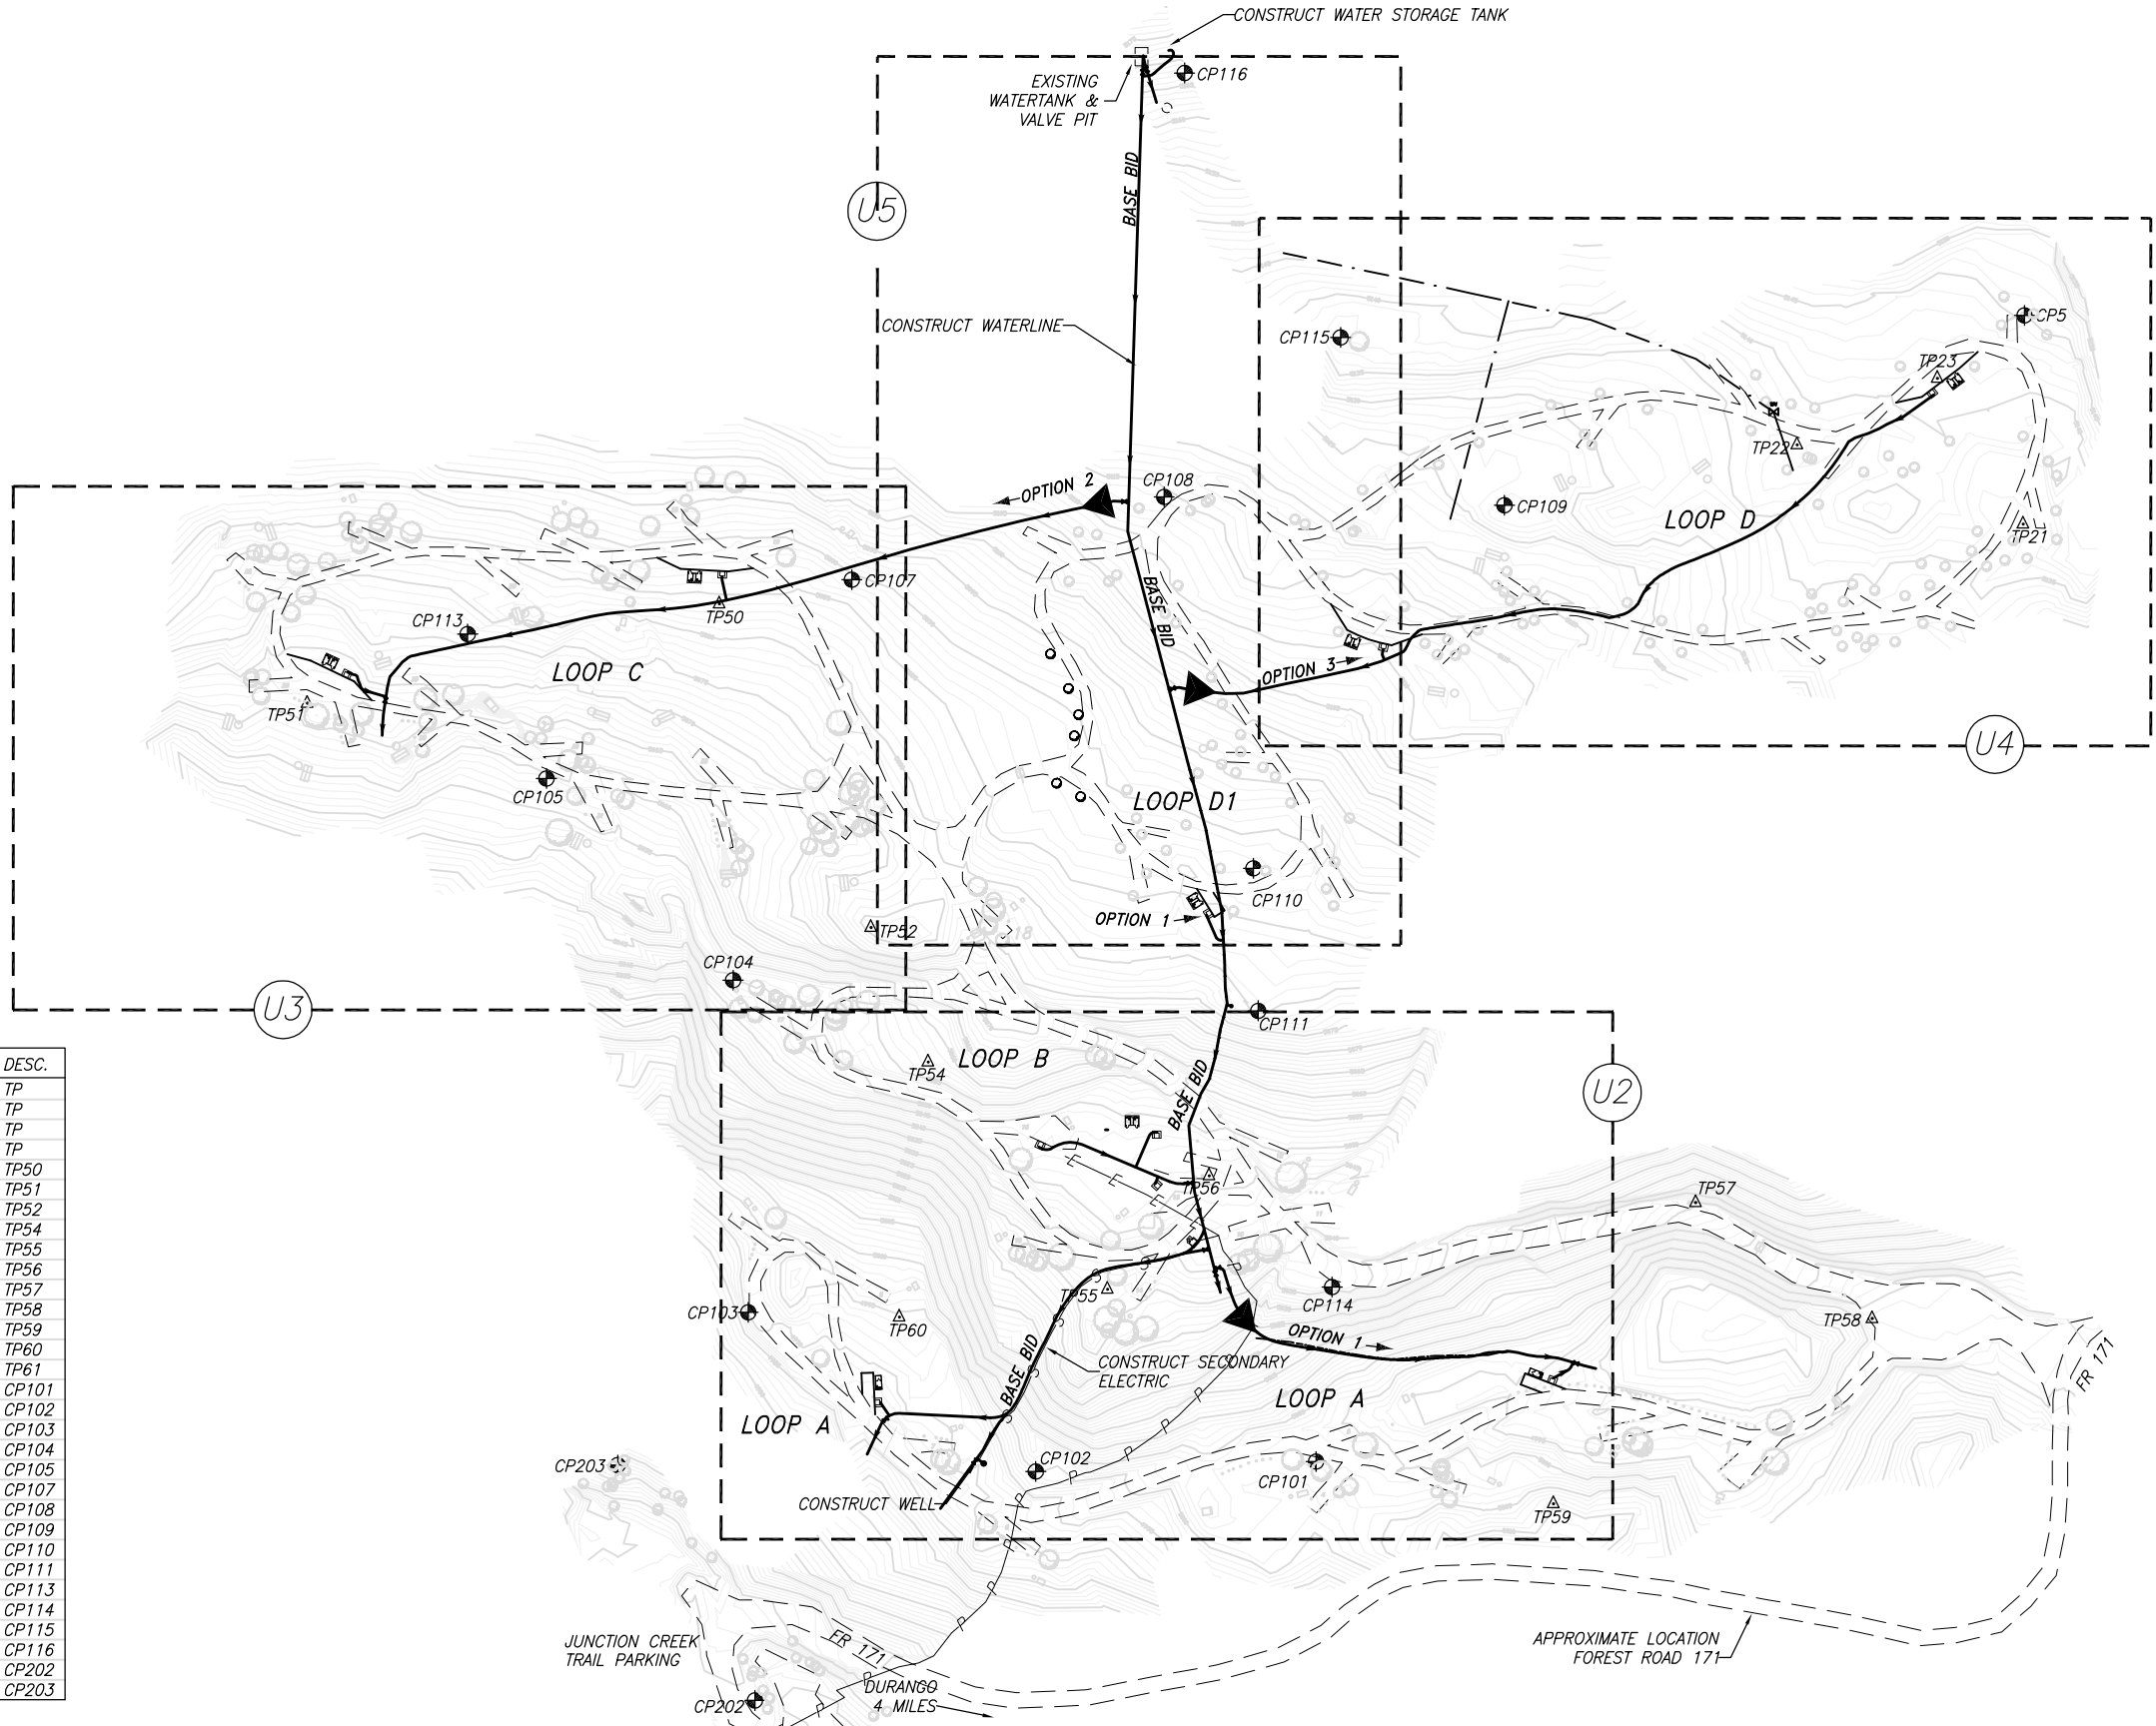 CONSTRUCT WATER STORAGE TANK
CP116
EXISTING
WATERTANK &
VALVE PIT
BASE BID
U5
CONSTRUCT WATERLINE
CP115
CP5
TP23
TP22
OPTION 2
CP108
CP109
LOOP D
TP21
CP107
TP50
CP113
BASE BID
LOOP C
OPTION 3
TP51
U4
CP105
LOOP D1
CP110
OPTION 1
TP52
CP104
U3
CP111
LOOP B
TP54
BASE BID
U2
TP56
TP57
TP55
CP114
CP103
TP60
TP58
OPTION 1
BASE BID
CONSTRUCT SECONDARY
ELECTRIC
FR 171
LOOP A
LOOP A
CP203
CP102
CP101
CONSTRUCT WELL
TP59
JUNCTION CREEK
TRAIL PARKING
FR 171
APPROXIMATE LOCATION
FOREST ROAD 171
DURANGO
4 MILES
CP202
DESC.
TP
TP
TP
TP
TP50
TP51
TP52
TP54
TP55
TP56
TP57
TP58
TP59
TP60
TP61
CP101
CP102
CP103
CP104
CP105
CP107
CP108
CP109
CP110
CP111
CP113
CP114
CP115
CP116
CP202
CP203